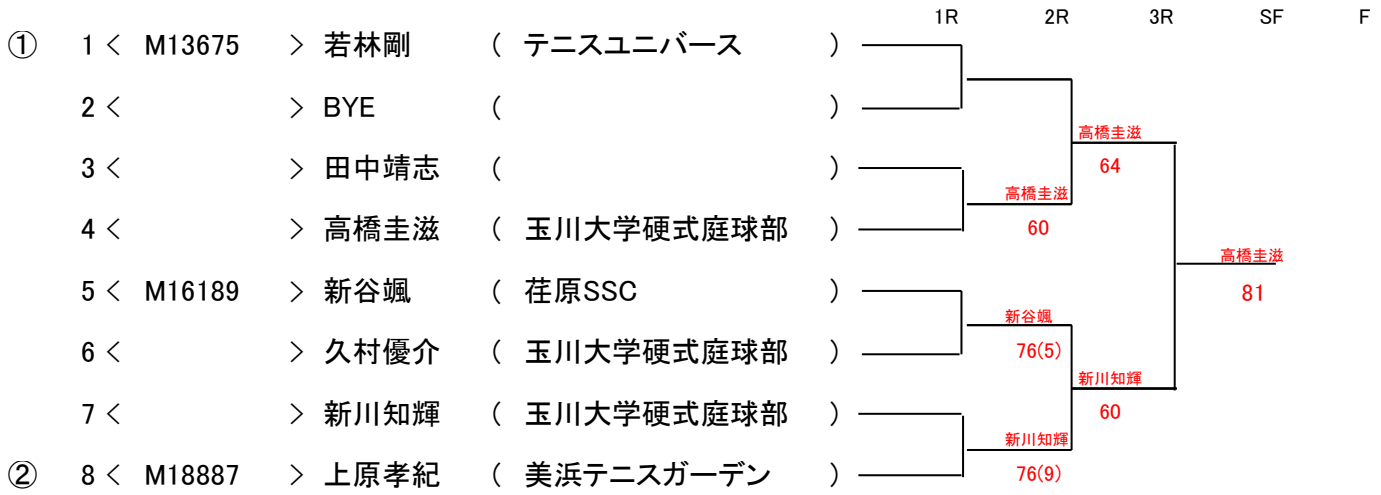 1R 2R 3R SF F
① 1 < M13675 > 若林剛 ( テニスユニバース )
2 < > BYE ( )
高橋圭滋
3 < > 田中靖志 ( )
64
高橋圭滋
4 < > 高橋圭滋 ( 玉川大学硬式庭球部 )
60
高橋圭滋
5 < M16189 > 新谷颯 ( 荏原SSC )
81
新谷颯
6 < > 久村優介 ( 玉川大学硬式庭球部 )
76(5)
新川知輝
7 < > 新川知輝 ( 玉川大学硬式庭球部 )
60
新川知輝
② 8 < M18887 > 上原孝紀 ( 美浜テニスガーデン )
76(9)